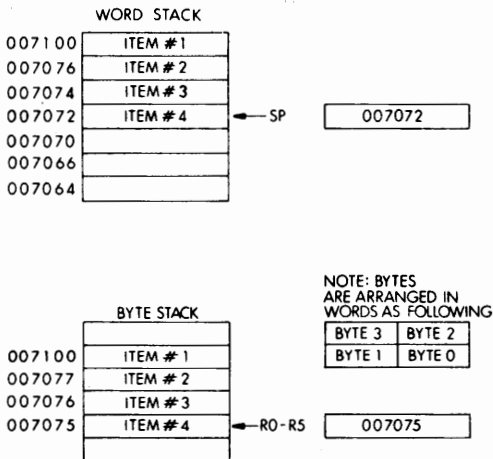 WORD STACK
007100 ITEM #1
007076 ITEM #2
007074 ITEM #3
007072 ITEM #4 SP 007072
007070
007066
007064
NOTE: BYTES
ARE ARRANGED IN
WORDS AS FOLLOWING
BYTE STACK
BYTE 3 BYTE 2
BYTE 1 BYTE 0
007100 ITEM #1
007077 ITEM #2
007076 ITEM #3
007075 ITEM #4 R0-R5 007075